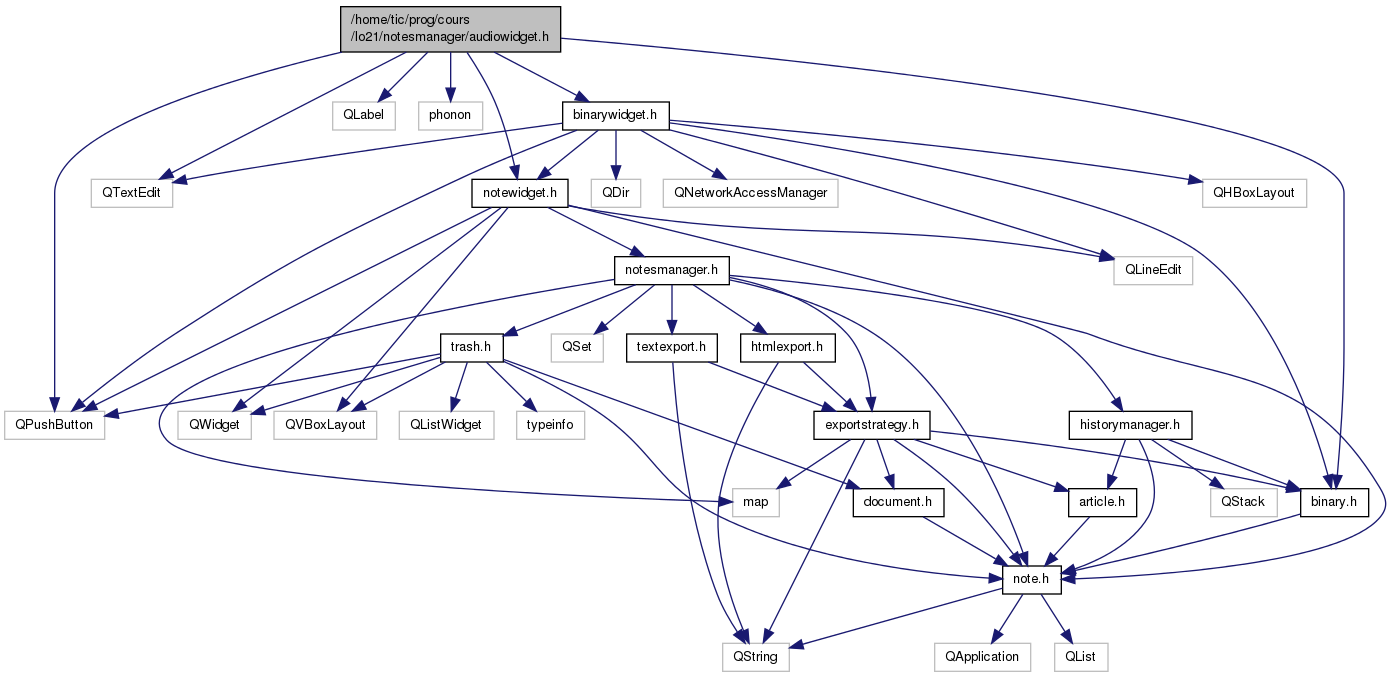 /home/tic/prog/cours
/lo21/notesmanager/audiowidget.h
QLabel
phonon
binarywidget.h
QTextEdit
notewidget.h
QDir
QNetworkAccessManager
QHBoxLayout
notesmanager.h
QLineEdit
trash.h
QSet
textexport.h
htmlexport.h
QPushButton
QWidget
QVBoxLayout
QListWidget
typeinfo
exportstrategy.h
historymanager.h
map
document.h
article.h
QStack
binary.h
note.h
QString
QApplication
QList